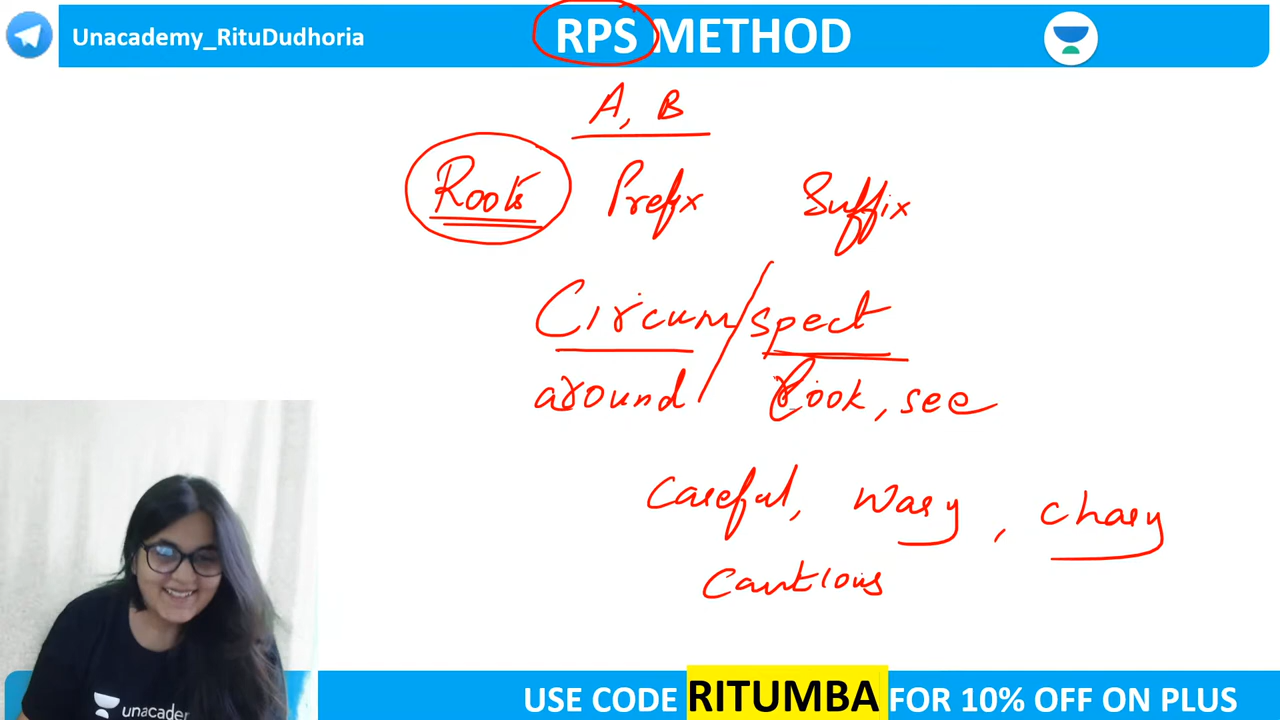 Unacademy_RituDudhoria
RPS METHOD
A, B
Roots Prefix Suffix
Circum/spect
around look, see
Careful, Wary, Chary
Cautious
unacademy
USE CODE RITUMBA FOR 10% OFF ON PLUS